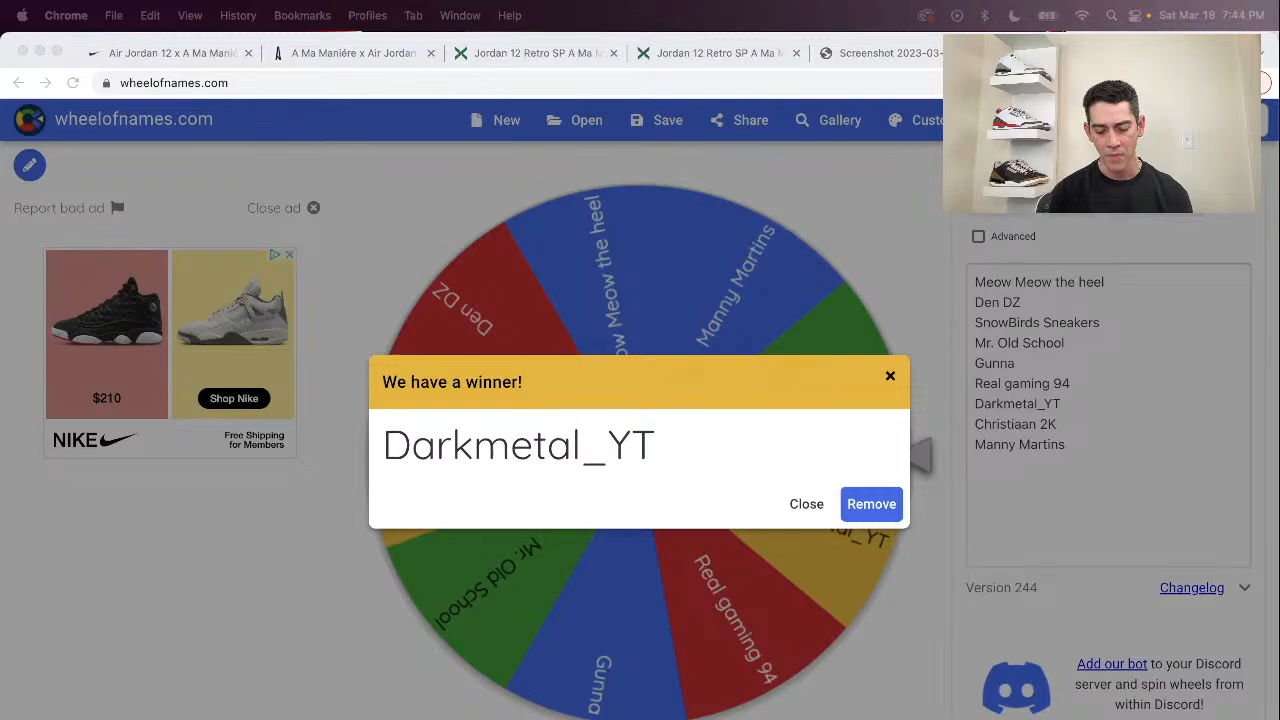 Chrome File Edit View History Bookmarks Profiles Tab Window Help Sat Mar 18 7:44 PM
Air Jordan 12 x A Ma Manié
A Ma Maniére x Air Jordan
Jordan 12 Retro SP A Ma M
Jordan 12 Retro SP A Ma M
Screenshot 2023-03-
wheelofnames.com
wheelofnames.com New Open Save Share Gallery Custo
Report bad ad Close ad
$210
Shop Nike
NIKE
Free Shipping
for Members
Den DZ
ow Meow the heel
Manny Martins
We have a winner!
Darkmetal_YT
Close Remove
Mr. Old School
Gunna
Real gaming 94
al_YT
Advanced
Meow Meow the heel
Den DZ
SnowBirds Sneakers
Mr. Old School
Gunna
Real gaming 94
Darkmetal_YT
Christiaan 2K
Manny Martins
Version 244 Changelog
Add our bot to your Discord
server and spin wheels from
within Discord!